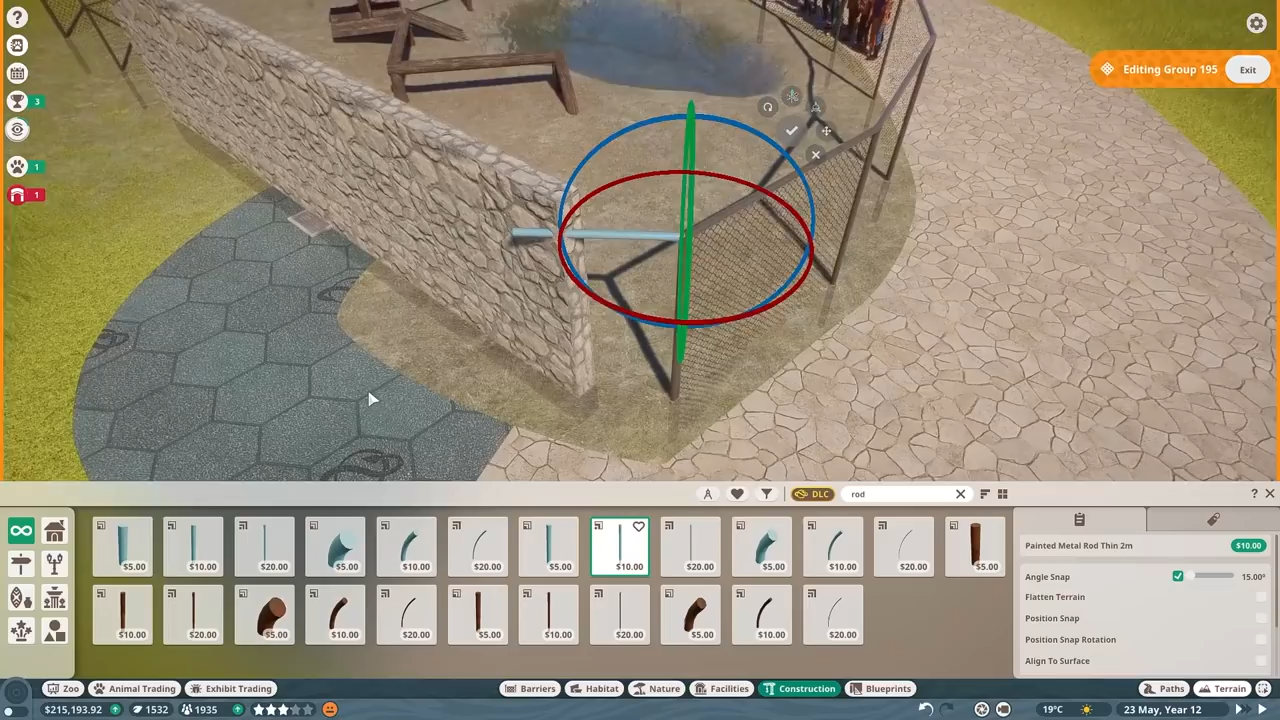 ?
Editing Group 195
Exit
3
1
1
DLC
rod
?
$5.00 $10.00 $20.00 $5.00 $10.00 $20.00 $5.00 $10.00 $20.00 $5.00 $10.00 $20.00 $5.00
$10.00 $20.00 $5.00 $10.00 $20.00 $5.00 $10.00 $20.00 $5.00 $10.00 $20.00
Painted Metal Rod Thin 2m
$10.00
Angle Snap
15.00°
Flatten Terrain
Position Snap
Position Snap Rotation
Align To Surface
Zoo
Animal Trading
Exhibit Trading
Barriers
Habitat
Nature
Facilities
Construction
Blueprints
Paths
Terrain
$215,193.92
1532
1935
19°C
23 May, Year 12